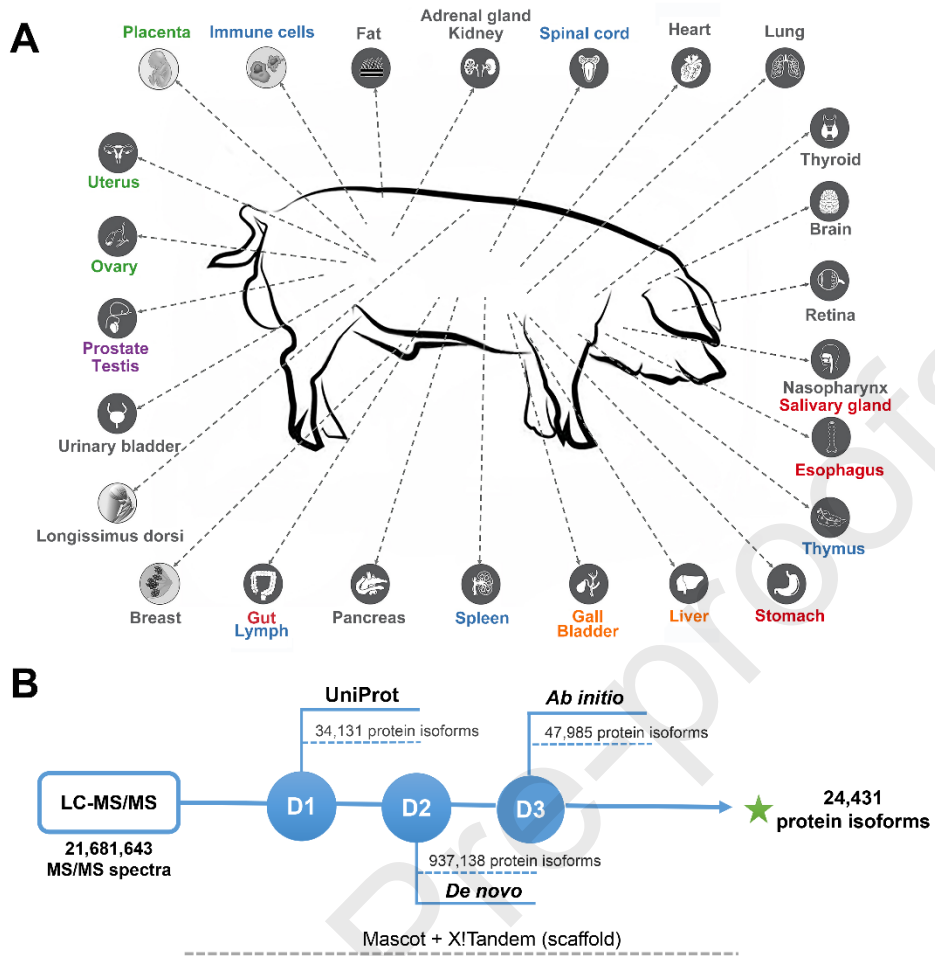 A
Placenta
Immune cells
Fat
Adrenal gland
Kidney
Spinal cord
Heart
Lung
Uterus
Ovary
Prostate
Testis
Urinary bladder
Longissimus dorsi
Thyroid
Brain
Retina
Nasopharynx
Salivary gland
Esophagus
Thymus
Breast
Gut
Lymph
Pancreas
Spleen
Gall
Bladder
Liver
Stomach
B
UniProt
34,131 protein isoforms
Ab initio
47,985 protein isoforms
LC-MS/MS
D1
D2
D3
24,431
protein isoforms
21,681,643
MS/MS spectra
937,138 protein isoforms
De novo
Mascot + X!Tandem (scaffold)
Pre-proofs